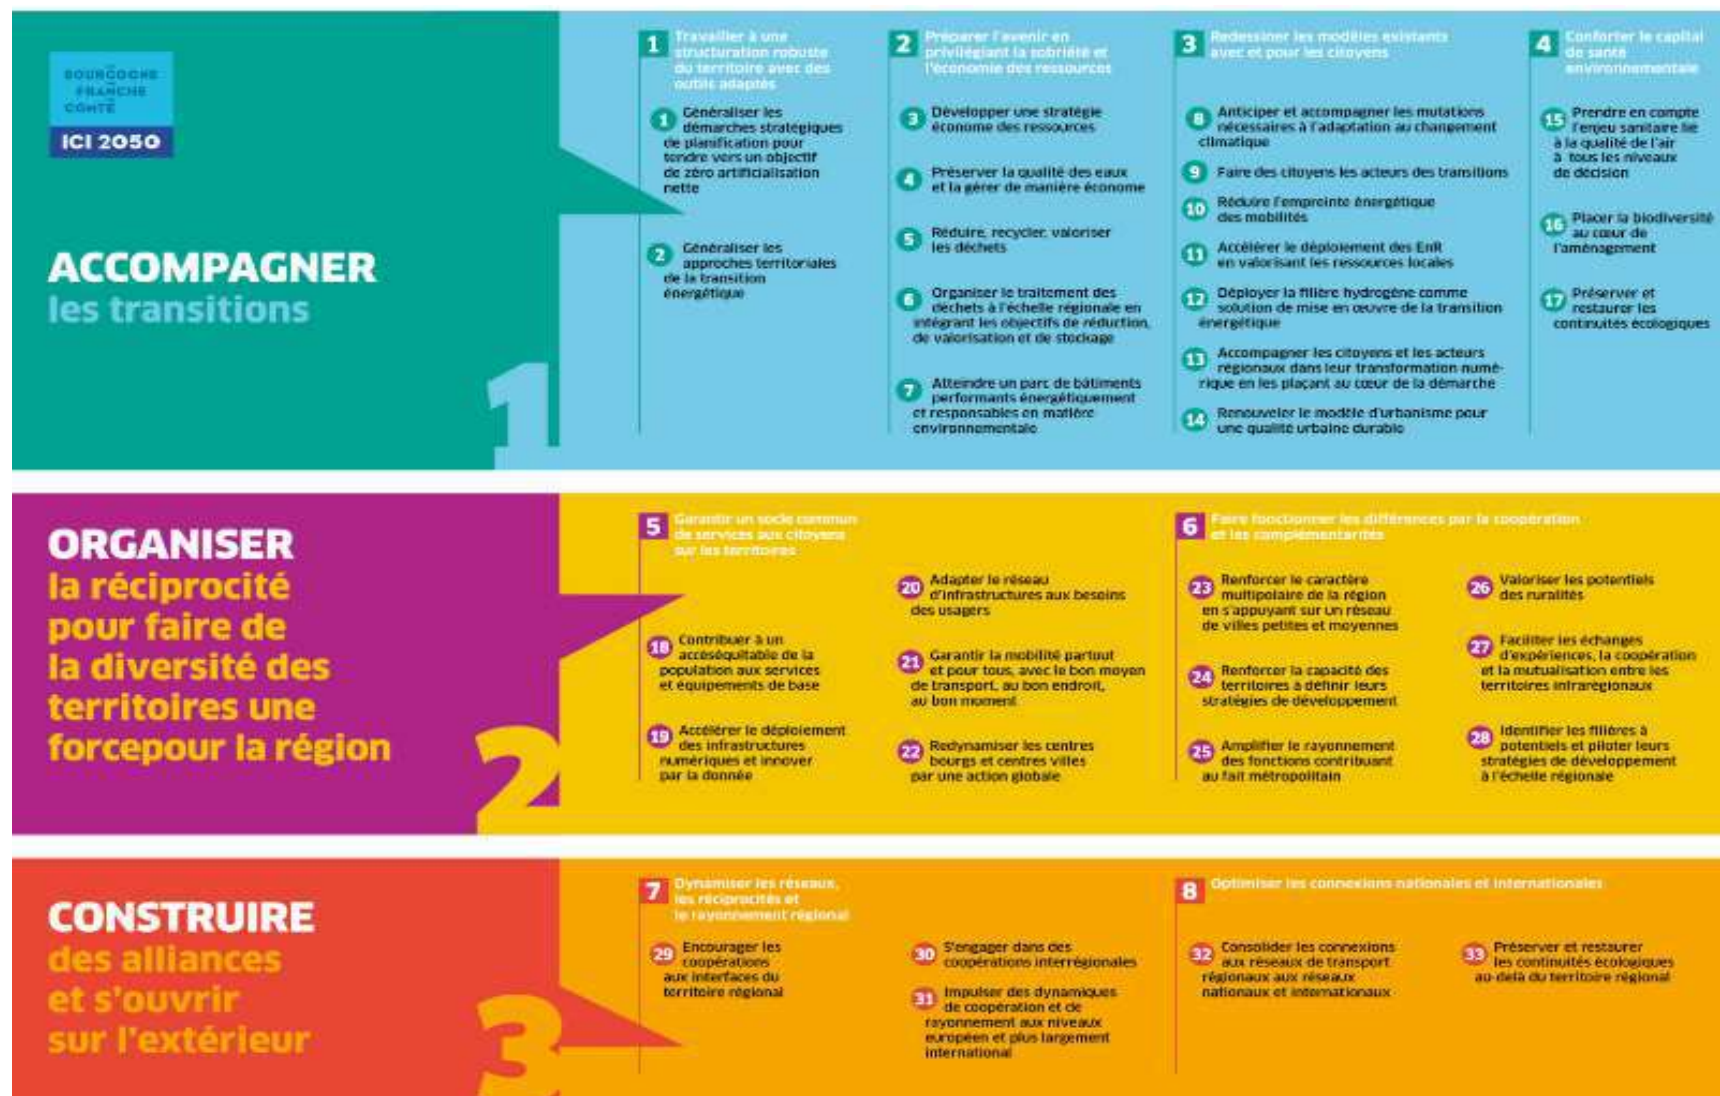 BOURGOGNE
FRANCHE
COMTÉ
ICI 2050
ACCOMPAGNER
les transitions
1
1 Travailler à une
structuration robuste
du territoire avec des
outils adaptés
1 Généraliser les
démarches stratégiques
de planification pour
tendre vers un objectif
de zéro artificialisation
nette
2 Généraliser les
approches territoriales
de la transition
énergétique
2 Préparer l'avenir en
privilégiant la sobriété et
l'économie des ressources
3 Développer une stratégie
économe des ressources
4 Préserver la qualité des eaux
et la gérer de manière économe
5 Réduire, recycler, valoriser
les déchets
6 Organiser le traitement des
déchets à l'échelle régionale en
intégrant les objectifs de réduction,
de valorisation et de stockage
7 Atteindre un parc de bâtiments
performants énergétiquement
et responsables en matière
environnementale
3 Redessiner les modèles existants
avec et pour les citoyens
8 Anticiper et accompagner les mutations
nécessaires à l'adaptation au changement
climatique
9 Faire des citoyens les acteurs des transitions
10 Réduire l'empreinte énergétique
des mobilités
11 Accélérer le déploiement des EnR
en valorisant les ressources locales
12 Déployer la filière hydrogène comme
solution de mise en œuvre de la transition
énergétique
13 Accompagner les citoyens et les acteurs
régionaux dans leur transformation numé-
rique en les plaçant au cœur de la démarche
14 Renouveler le modèle d'urbanisme pour
une qualité urbaine durable
4 Conforter le capital
de santé
environnementale
15 Prendre en compte
l'enjeu sanitaire lié
à la qualité de l'air
à tous les niveaux
de décision
16 Placer la biodiversité
au cœur de
l'aménagement
17 Préserver et
restaurer les
continuités écologiques
ORGANISER
la réciprocité
pour faire de
la diversité des
territoires une
forcepour la région
2
5 Garantir un socle commun
de services aux citoyens
sur les territoires
18 Contribuer à un
accèséquitable de la
population aux services
et équipements de base
19 Accélérer le déploiement
des infrastructures
numériques et innover
par la donnée
20 Adapter le réseau
d'infrastructures aux besoins
des usagers
21 Garantir la mobilité partout
et pour tous, avec le bon moyen
de transport, au bon endroit,
au bon moment
22 Redynamiser les centres
bourgs et centres villes
par une action globale
6 Faire fonctionner les différences par la coopération
et les complémentarités
23 Renforcer le caractère
multipolaire de la région
en s'appuyant sur un réseau
de villes petites et moyennes
24 Renforcer la capacité des
territoires à définir leurs
stratégies de développement
25 Amplifier le rayonnement
des fonctions contribuant
au fait métropolitain
26 Valoriser les potentiels
des ruralités
27 Faciliter les échanges
d'expériences, la coopération
et la mutualisation entre les
territoires infrarégionaux
28 Identifier les filières à
potentiels et piloter leurs
stratégies de développement
à l'échelle régionale
CONSTRUIRE
des alliances
et s'ouvrir
sur l'extérieur
3
7 Dynamiser les réseaux,
les réciprocités et
le rayonnement régional
29 Encourager les
coopérations
aux interfaces du
territoire régional
30 S'engager dans des
coopérations interrégionales
31 Impulser des dynamiques
de coopération et de
rayonnement aux niveaux
européen et plus largement
international
8 Optimiser les connexions nationales et internationales
32 Consolider les connexions
aux réseaux de transport
régionaux aux réseaux
nationaux et internationaux
33 Préserver et restaurer
les continuités écologiques
au-delà du territoire régional